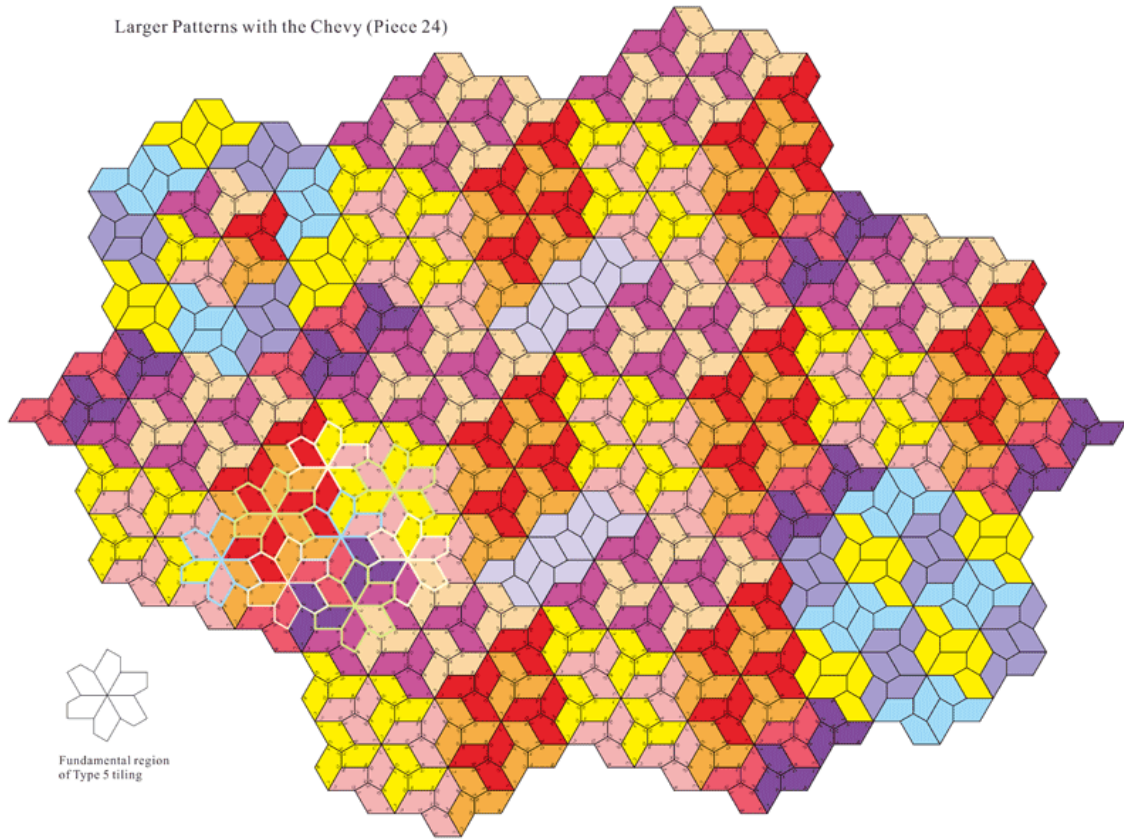 Larger Patterns with the Chevy (Piece 24)
Fundamental region
of Type 5 tiling